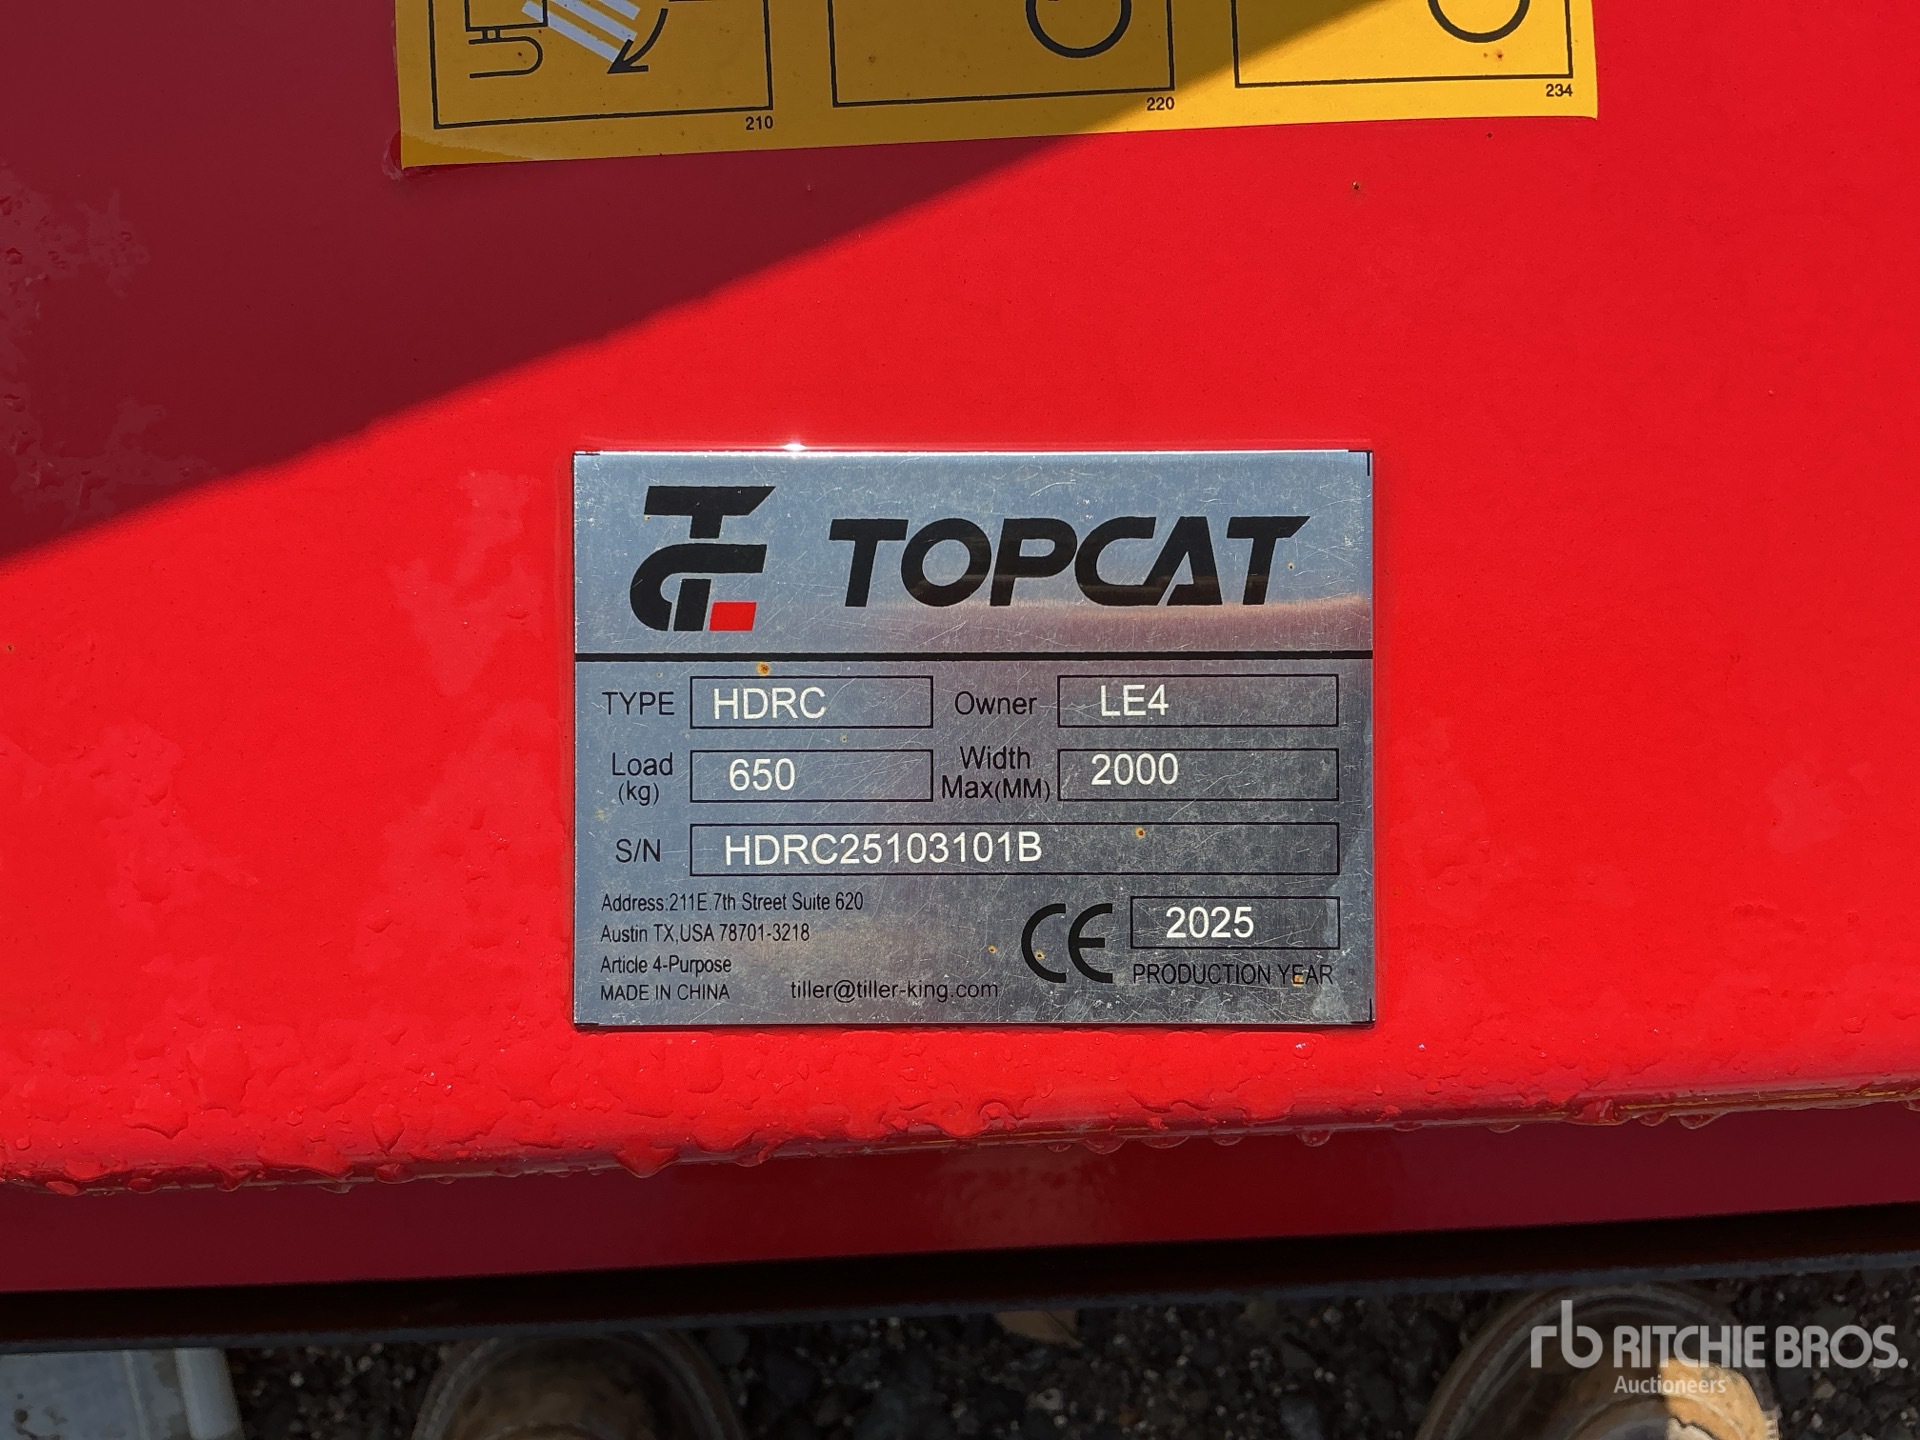 210
220
234
TOPCAT
TYPE HDRC Owner LE4
Load (kg) 650 Width Max(MM) 2000
S/N HDRC25103101B
Address:211E.7th Street Suite 620
Austin TX,USA 78701-3218
Article 4-Purpose
MADE IN CHINA
tiller@tiller-king.com
CE
2025
PRODUCTION YEAR
rb RITCHIE BROS.
Auctioneers